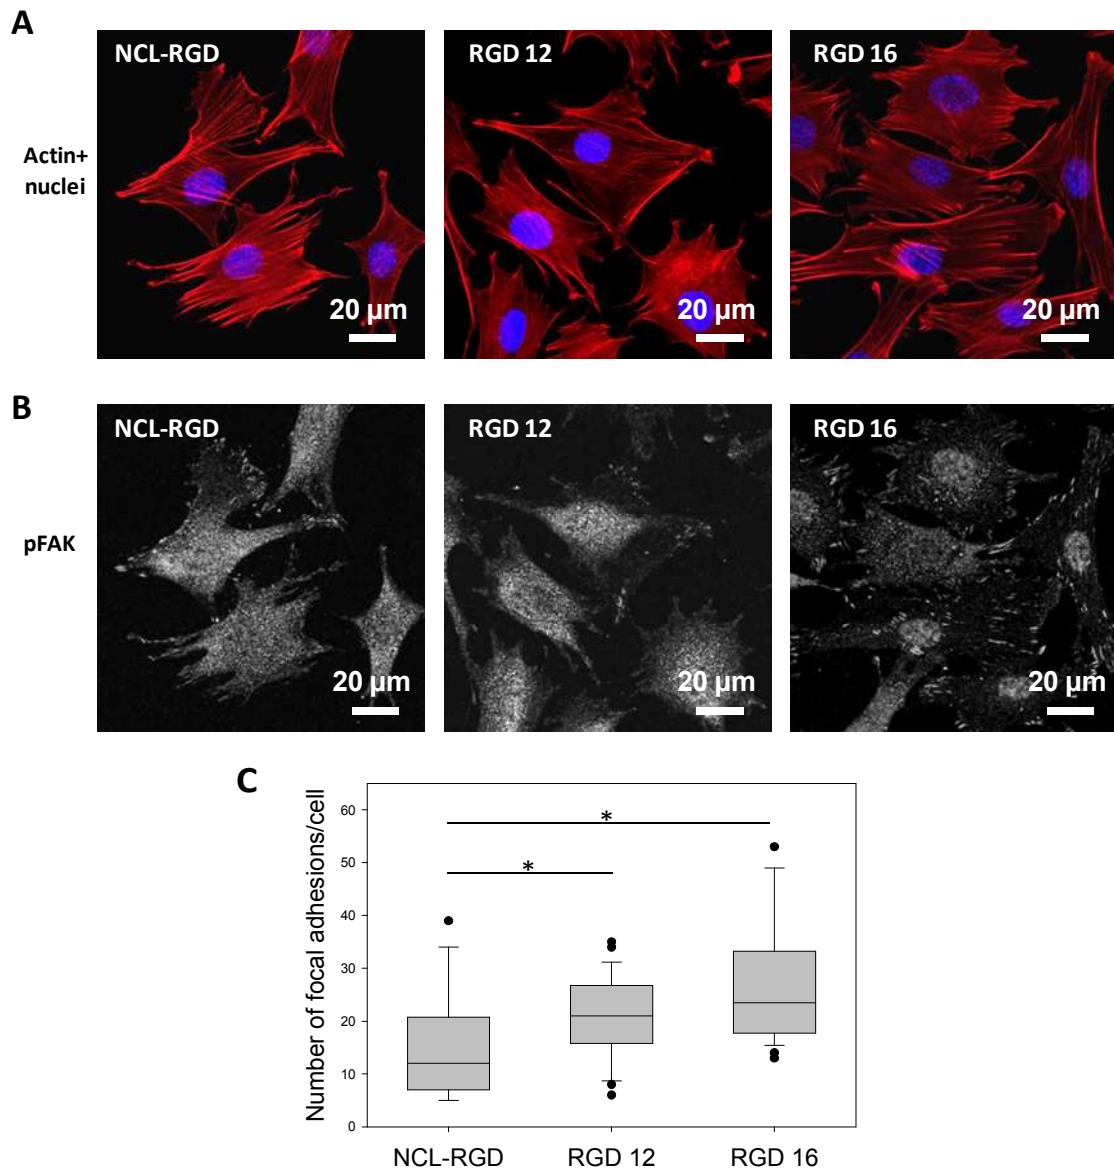 A
NCL-RGD
RGD 12
RGD 16
Actin+
nuclei
20 µm
20 µm
20 µm
B
NCL-RGD
RGD 12
RGD 16
pFAK
20 µm
20 µm
20 µm
C
Number of focal adhesions/cell
60
50
40
30
20
10
0
*
*
NCL-RGD
RGD 12
RGD 16